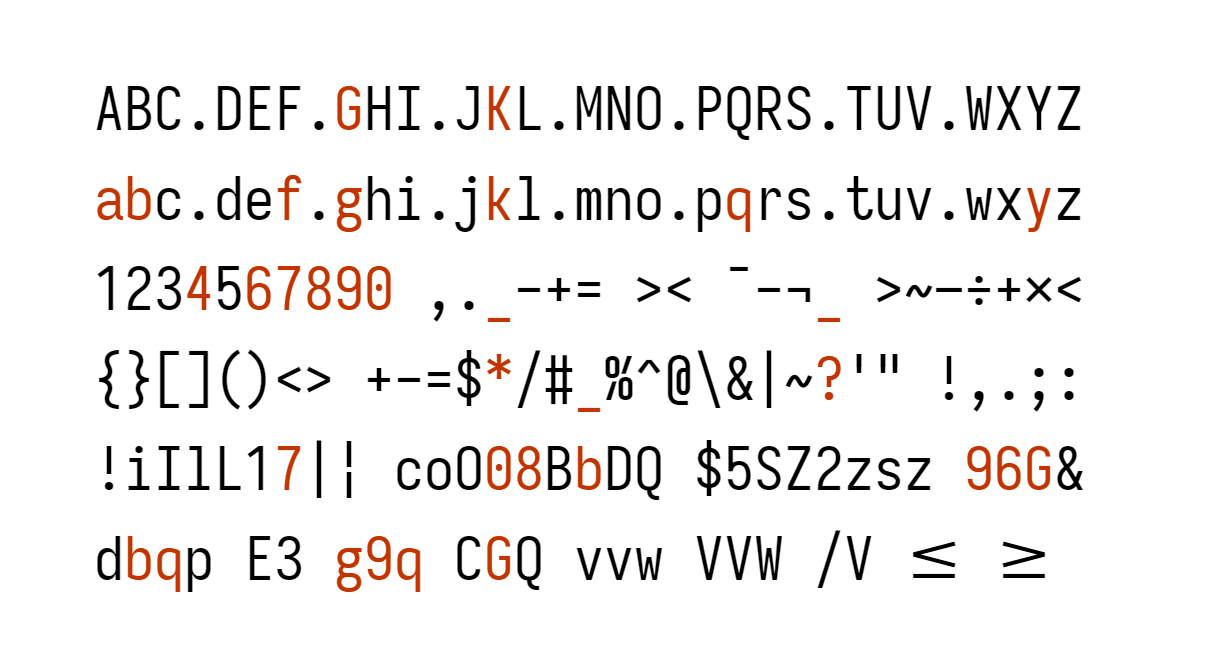 ABC.DEF.GHI.JKL.MNO.PQRS.TUV.WXYZ
abc.def.ghi.jkl.mno.pqrs.tuv.wxyz
1234567890 ,._-+= >< ¯-¬_ >~–÷+×<
{}[]()<> +-=$*/#_%^@\&|~?'" !,.;:
!iIlL17|¦ coO08BbDQ $5SZ2zsz 96G&
dbqp E3 g9q CGQ vvw VVW /V ≤ ≥